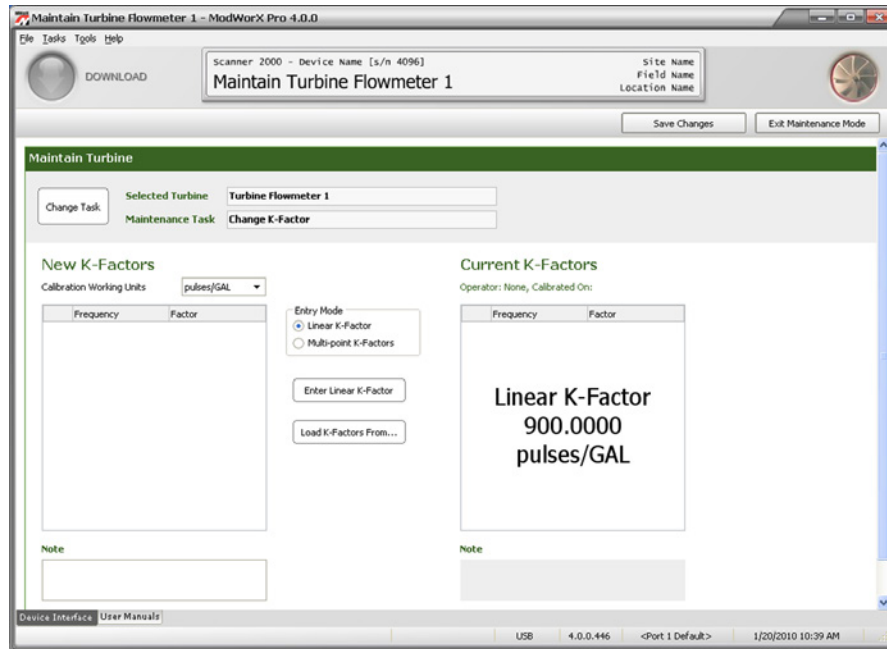 Maintain Turbine Flowmeter 1 - ModWorX Pro 4.0.0
File Tasks Tools Help
DOWNLOAD
Scanner 2000 - Device Name [s/n 4096]
Maintain Turbine Flowmeter 1
Site Name
Field Name
Location Name
Save Changes
Exit Maintenance Mode
Maintain Turbine
Change Task
Selected Turbine Turbine Flowmeter 1
Maintenance Task Change K-Factor
New K-Factors
Calibration Working Units pulses/GAL
Frequency Factor
Entry Mode
Linear K-Factor
Multi-point K-Factors
Enter Linear K-Factor
Load K-Factors From...
Note
Current K-Factors
Operator: None, Calibrated On:
Frequency Factor
Linear K-Factor
900.0000
pulses/GAL
Note
Device Interface User Manuals
USB 4.0.0.446 <Port 1 Default> 1/20/2010 10:39 AM